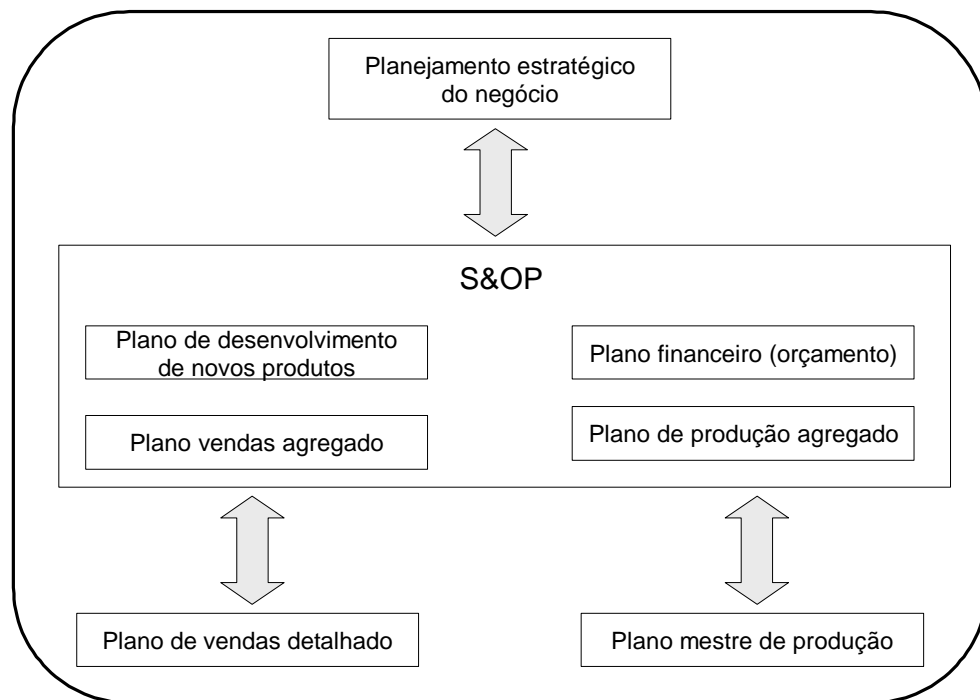 Planejamento estratégico
do negócio
S&OP
Plano de desenvolvimento
de novos produtos
Plano financeiro (orçamento)
Plano vendas agregado
Plano de produção agregado
Plano de vendas detalhado
Plano mestre de produção